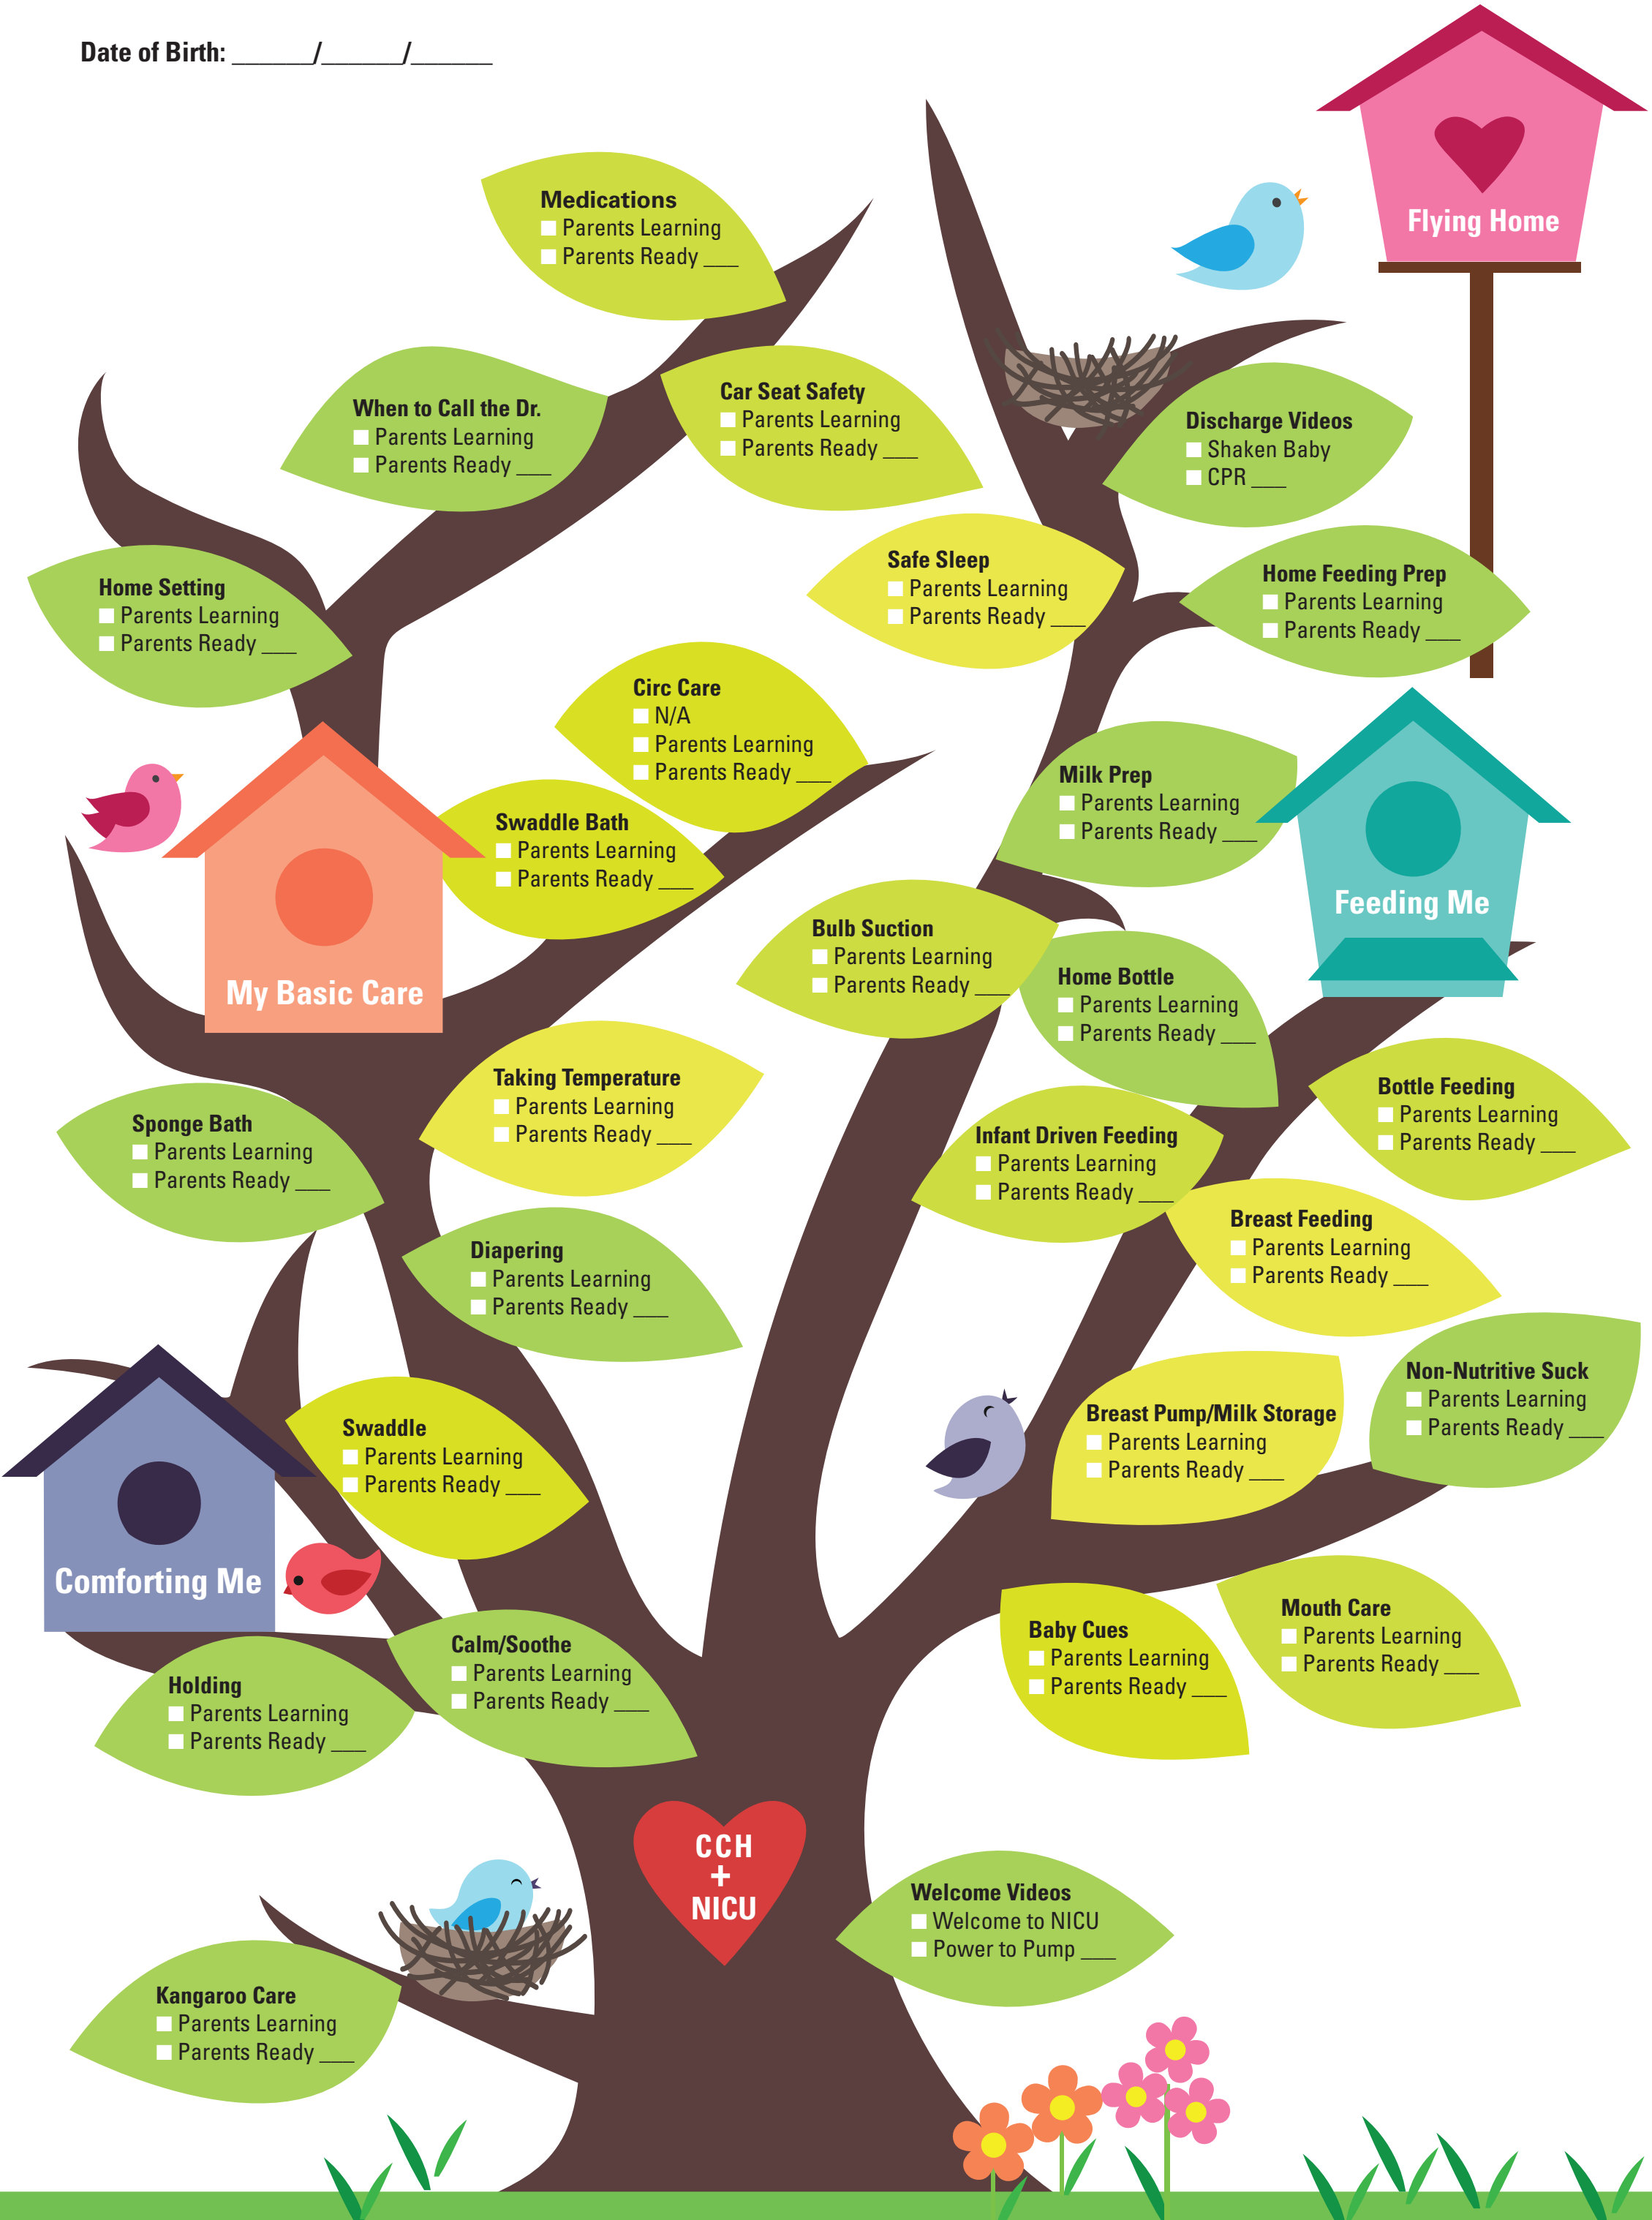 Date of Birth: ______/______/______
Flying Home
Medications
Parents Learning
Parents Ready ___
When to Call the Dr.
Parents Learning
Parents Ready ___
Car Seat Safety
Parents Learning
Parents Ready ___
Discharge Videos
Shaken Baby
CPR ___
Home Setting
Parents Learning
Parents Ready ___
Safe Sleep
Parents Learning
Parents Ready ___
Home Feeding Prep
Parents Learning
Parents Ready ___
Circ Care
N/A
Parents Learning
Parents Ready ___
Milk Prep
Parents Learning
Parents Ready ___
Swaddle Bath
Parents Learning
Parents Ready ___
Feeding Me
My Basic Care
Bulb Suction
Parents Learning
Parents Ready ___
Home Bottle
Parents Learning
Parents Ready ___
Taking Temperature
Parents Learning
Parents Ready ___
Bottle Feeding
Parents Learning
Parents Ready ___
Sponge Bath
Parents Learning
Parents Ready ___
Infant Driven Feeding
Parents Learning
Parents Ready ___
Breast Feeding
Parents Learning
Parents Ready ___
Diapering
Parents Learning
Parents Ready ___
Non-Nutritive Suck
Parents Learning
Parents Ready ___
Breast Pump/Milk Storage
Parents Learning
Parents Ready ___
Swaddle
Parents Learning
Parents Ready ___
Comforting Me
Mouth Care
Parents Learning
Parents Ready ___
Baby Cues
Parents Learning
Parents Ready ___
Calm/Soothe
Parents Learning
Parents Ready ___
Holding
Parents Learning
Parents Ready ___
CCH
+
NICU
Welcome Videos
Welcome to NICU
Power to Pump ___
Kangaroo Care
Parents Learning
Parents Ready ___